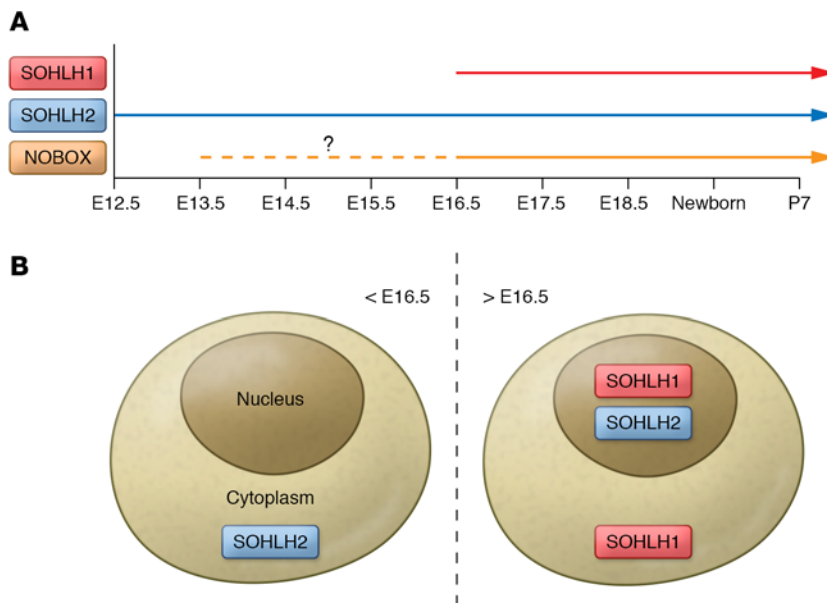 A
SOHLH1
SOHLH2
NOBOX
?
E12.5 E13.5 E14.5 E15.5 E16.5 E17.5 E18.5 Newborn P7
B
< E16.5 > E16.5
Nucleus
Cytoplasm
SOHLH2
SOHLH1
SOHLH2
SOHLH1